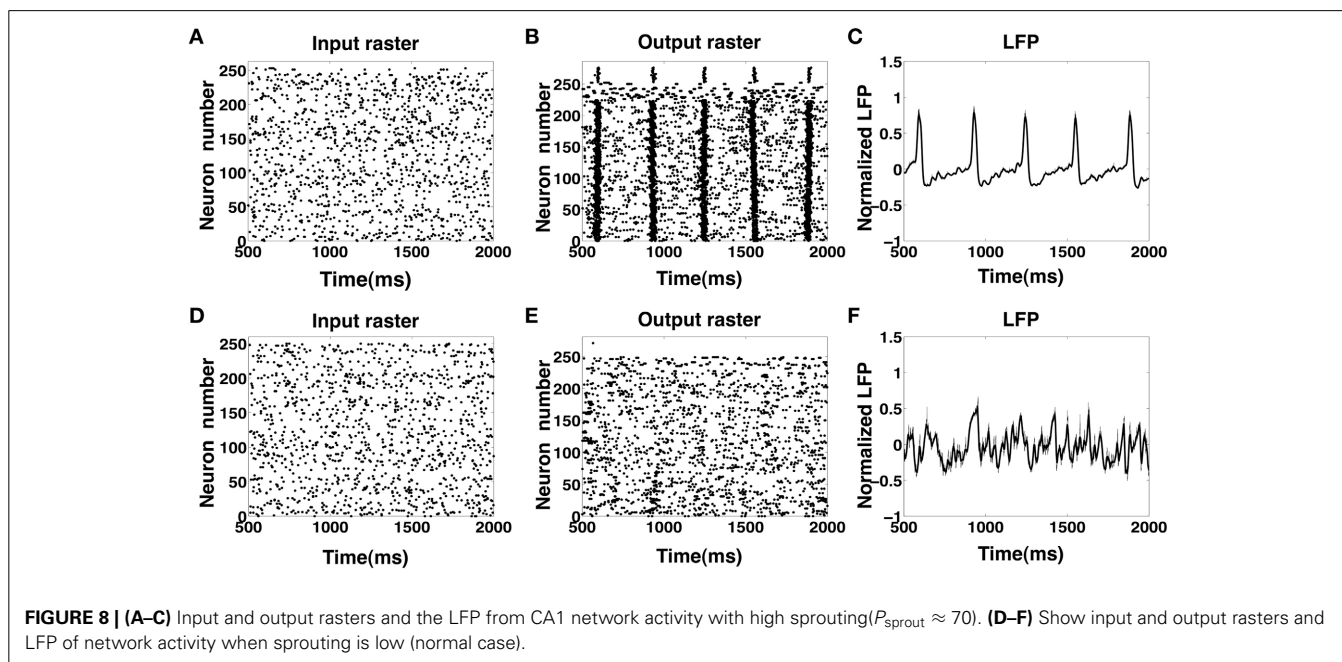 A Input raster
B Output raster
C LFP
Neuron number
250
200
150
100
50
0
500 1000 1500 2000
Time(ms)
Neuron number
250
200
150
100
50
0
500 1000 1500 2000
Time(ms)
Normalized LFP
1.5
1
0.5
0
−0.5
−1
500 1000 1500 2000
Time(ms)
D Input raster
E Output raster
F LFP
Neuron number
250
200
150
100
50
0
500 1000 1500 2000
Time(ms)
Neuron number
250
200
150
100
50
0
500 1000 1500 2000
Time(ms)
Normalized LFP
1.5
1
0.5
0
−0.5
−1
500 1000 1500 2000
Time(ms)
FIGURE 8 | (A–C) Input and output rasters and the LFP from CA1 network activity with high sprouting(Psprout ≈ 70). (D–F) Show input and output rasters and
LFP of network activity when sprouting is low (normal case).